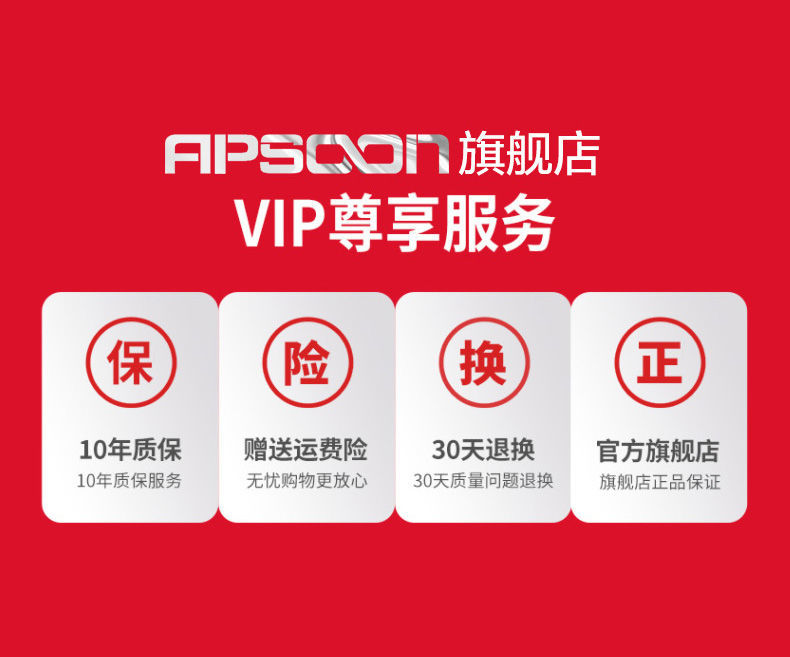 APSOON旗舰店
VIP尊享服务
保
险
换
正
10年质保
赠送运费险
30天退换
官方旗舰店
10年质保服务
无忧购物更放心
30天质量问题退换
旗舰店正品保证